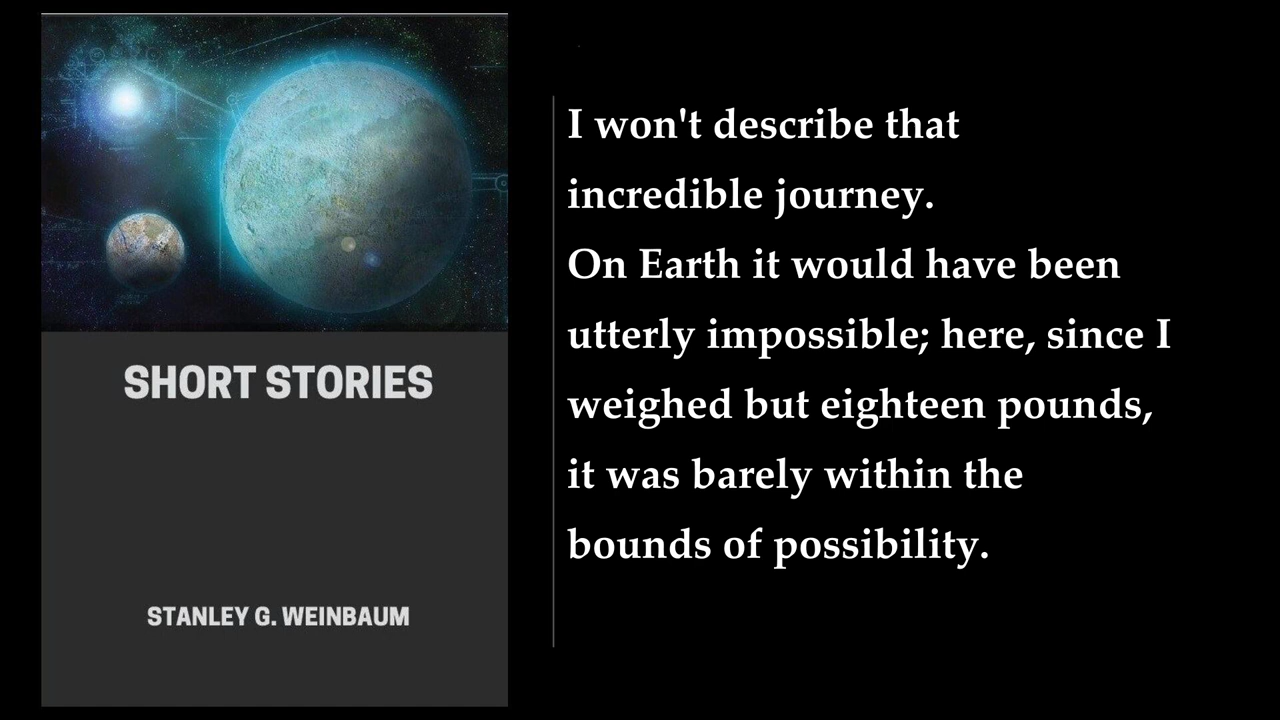 SHORT STORIES
STANLEY G. WEINBAUM
I won't describe that
incredible journey.
On Earth it would have been
utterly impossible; here, since I
weighed but eighteen pounds,
it was barely within the
bounds of possibility.